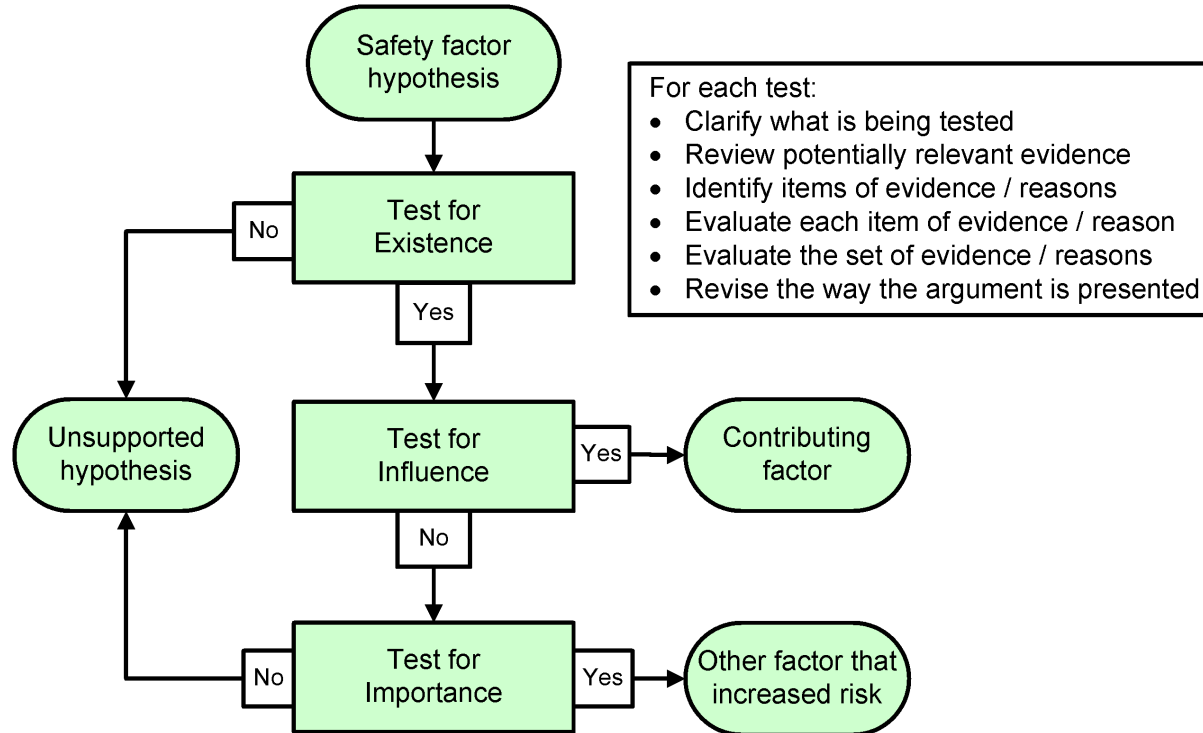 Safety factor
hypothesis
For each test:
• Clarify what is being tested
• Review potentially relevant evidence
• Identify items of evidence / reasons
• Evaluate each item of evidence / reason
• Evaluate the set of evidence / reasons
• Revise the way the argument is presented
Test for
Existence
No
Yes
Unsupported
hypothesis
Test for
Influence
Yes
Contributing
factor
No
Test for
Importance
No
Yes
Other factor that
increased risk